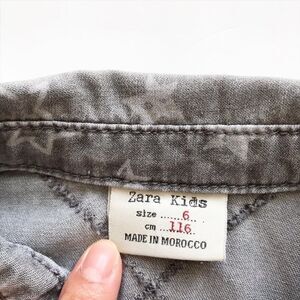 Zara Kids
size ..... 6 ......
cm ..... 116 ....
MADE IN MOROCCO